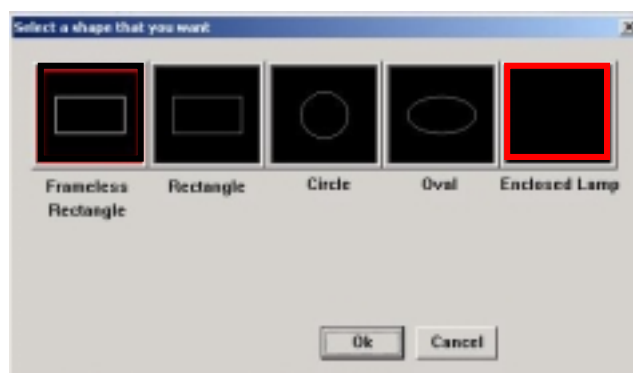 Select a shape that you want
Frameless
Rectangle
Rectangle
Circle
Oval
Enclosed Lamp
Ok
Cancel